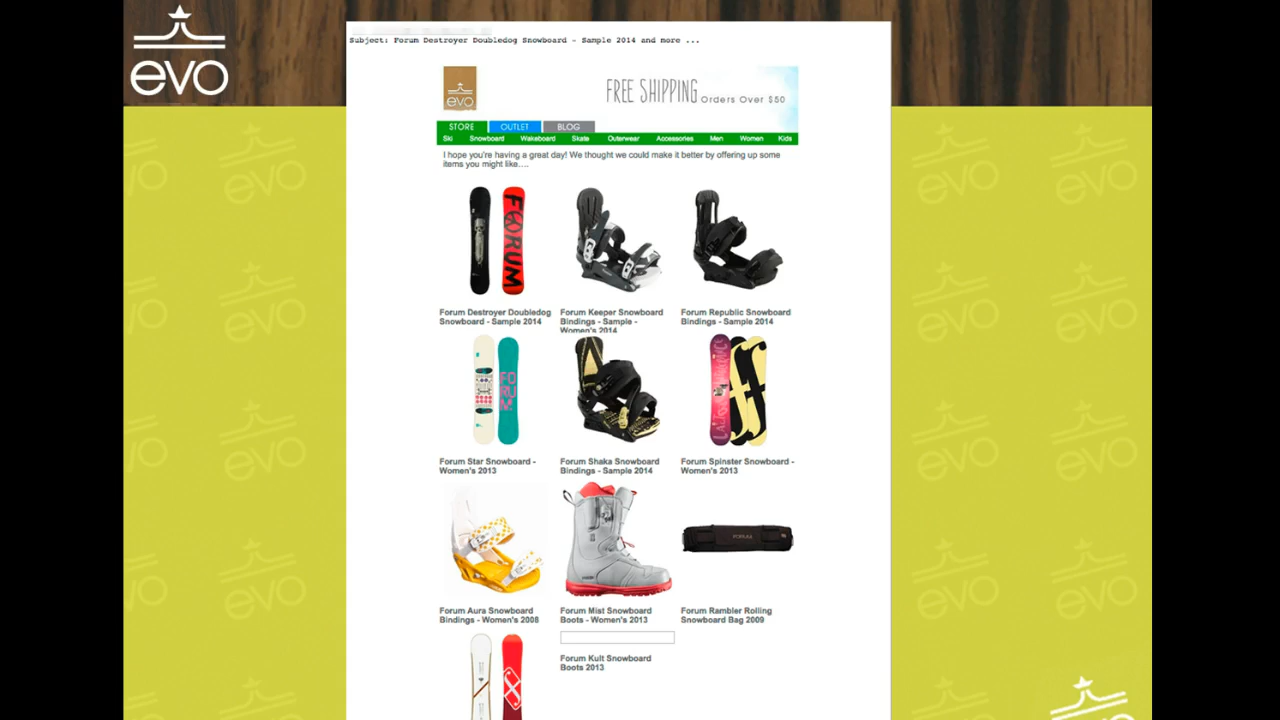 evo
Subject: Forum Destroyer Doubledog Snowboard - Sample 2014 and more ...
evo
FREE SHIPPING Orders Over $50
STORE OUTLET BLOG
Ski Snowboard Wakeboard Skate Outerwear Accessories Men Women Kids
I hope you're having a great day! We thought we could make it better by offering up some
items you might like....
FORUM
Forum Destroyer Doubledog
Snowboard - Sample 2014
Forum Keeper Snowboard
Bindings - Sample -
Women's 2014
Forum Republic Snowboard
Bindings - Sample 2014
FO
RU
M
Forum Star Snowboard -
Women's 2013
Forum Shaka Snowboard
Bindings - Sample 2014
Forum Spinster Snowboard -
Women's 2013
Forum Aura Snowboard
Bindings - Women's 2008
Forum Mist Snowboard
Boots - Women's 2013
FORUM
Forum Rambler Rolling
Snowboard Bag 2009
Forum Kult Snowboard
Boots 2013
evo